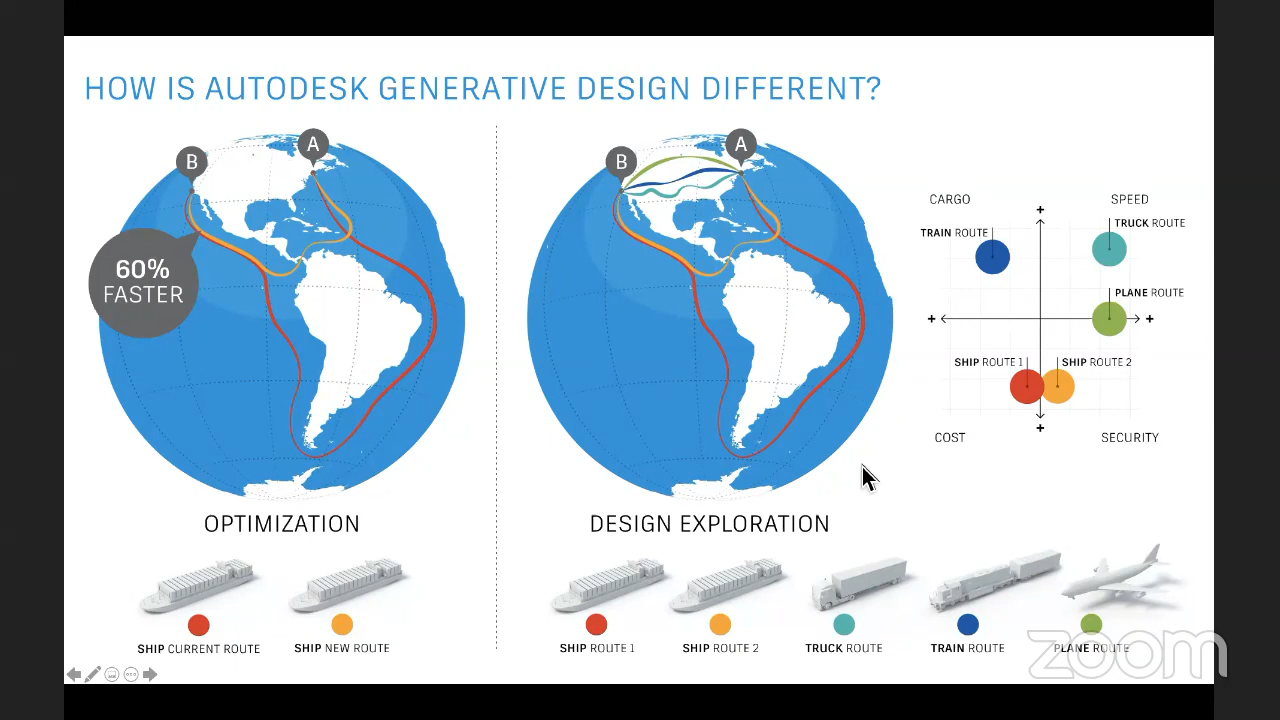 HOW IS AUTODESK GENERATIVE DESIGN DIFFERENT?
B
A
60%
FASTER
OPTIMIZATION
SHIP CURRENT ROUTE
SHIP NEW ROUTE
B
A
DESIGN EXPLORATION
SHIP ROUTE 1
SHIP ROUTE 2
TRUCK ROUTE
TRAIN ROUTE
PLANE ROUTE
CARGO
SPEED
+
TRAIN ROUTE
TRUCK ROUTE
PLANE ROUTE
+
+
SHIP ROUTE 1
SHIP ROUTE 2
+
COST
SECURITY
zoom